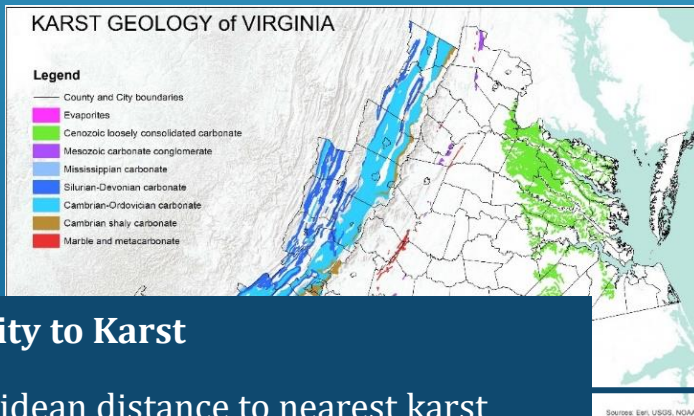 KARST GEOLOGY of VIRGINIA
Legend
County and City boundaries
Evaporites
Cenozoic loosely consolidated carbonate
Mesozoic carbonate conglomerate
Mississippian carbonate
Silurian-Devonian carbonate
Cambrian-Ordovician carbonate
Cambrian shaly carbonate
Marble and metacarbonate
ity to Karst
idean distance to nearest karst
Sources: Esri, USGS, NOAA